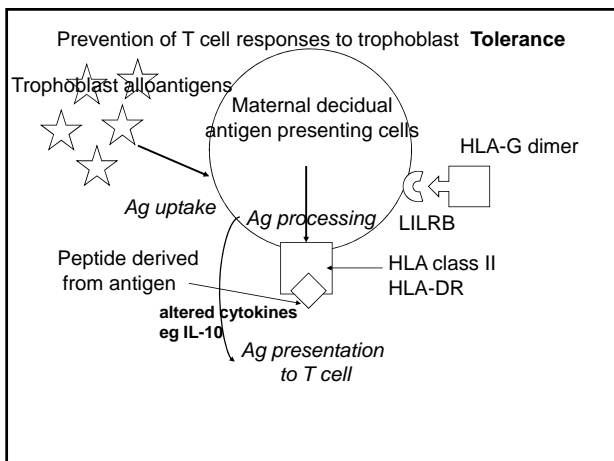 Prevention of T cell responses to trophoblast Tolerance
Trophoblast alloantigens
Maternal decidual
antigen presenting cells
HLA-G dimer
LILRB
Ag uptake
Ag processing
Peptide derived
from antigen
HLA class II
HLA-DR
altered cytokines
eg IL-10
Ag presentation
to T cell